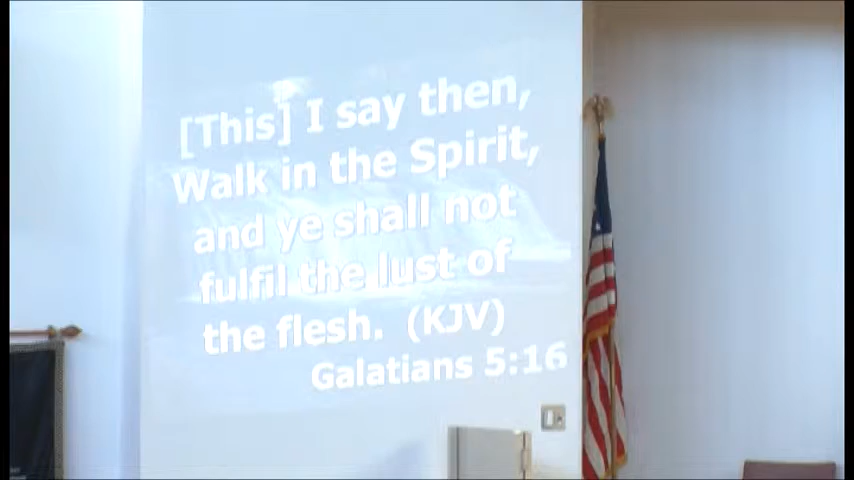 [This] I say then,
Walk in the Spirit,
and ye shall not
fulfil the lust of
the flesh.  (KJV)
Galatians 5:16